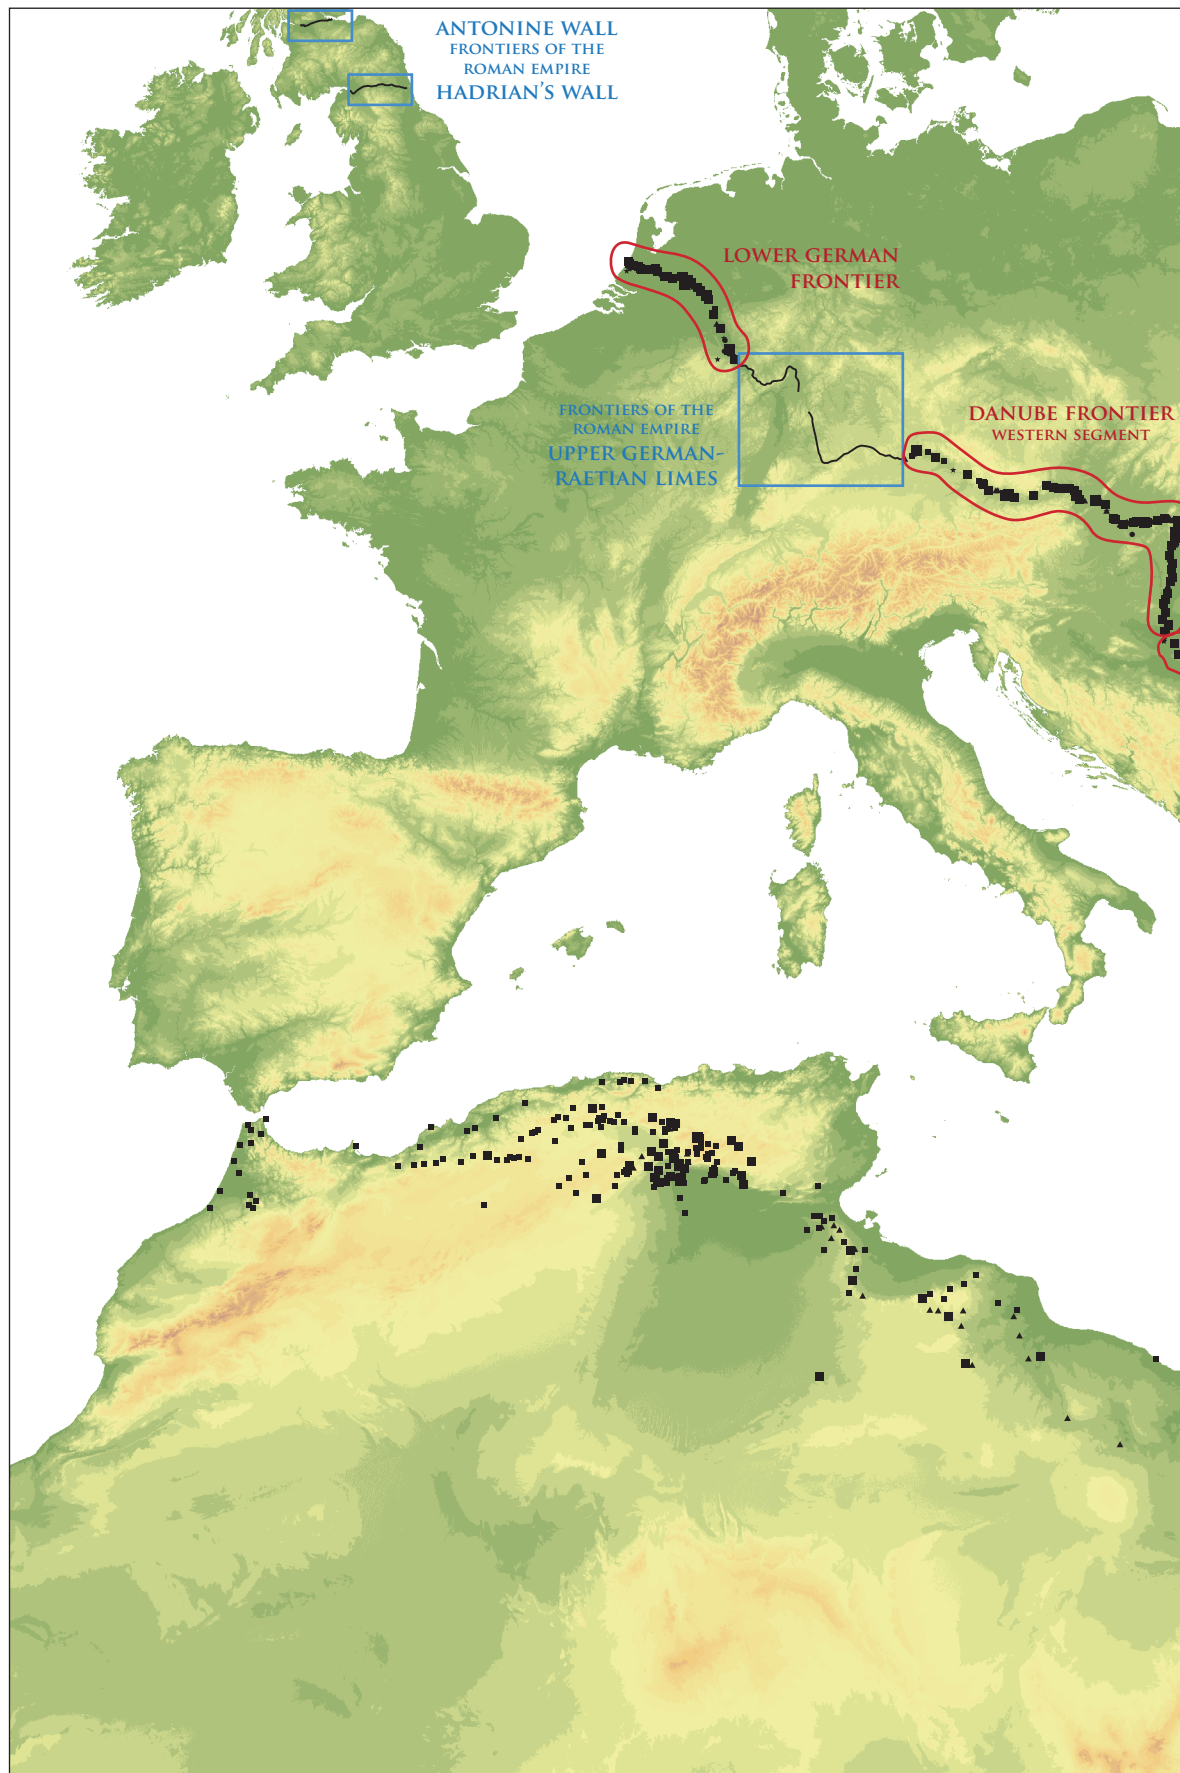 ANTONINE WALL
FRONTIERS OF THE
ROMAN EMPIRE
HADRIAN'S WALL
LOWER GERMAN
FRONTIER
FRONTIERS OF THE
ROMAN EMPIRE
UPPER GERMAN-
RAETIAN LIMES
DANUBE FRONTIER
WESTERN SEGMENT